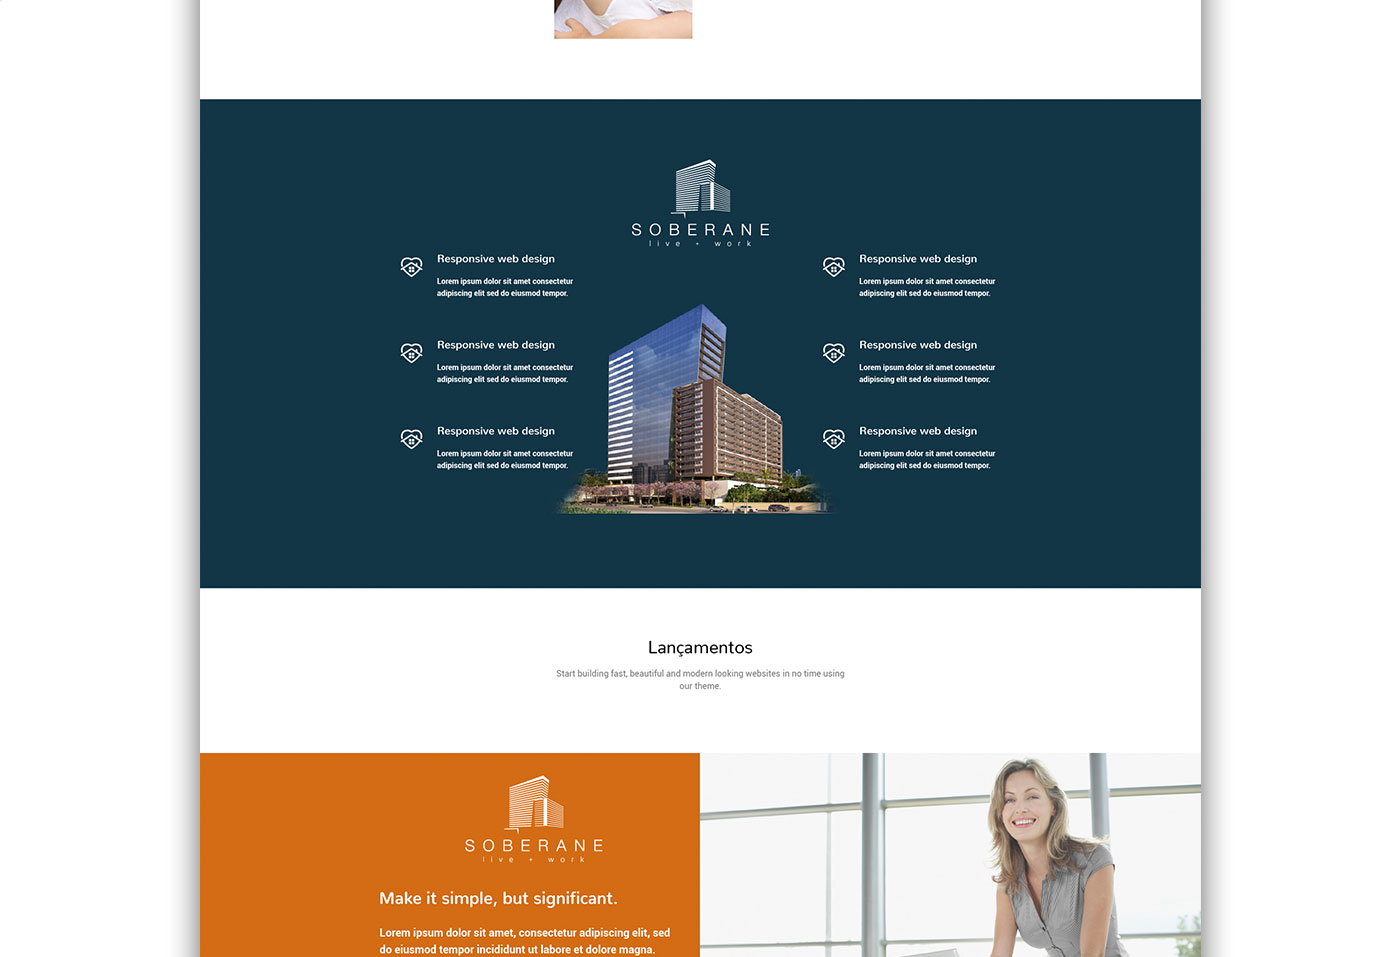 SOBERANE
live + work
Responsive web design
Lorem ipsum dolor sit amet consectetur
adipiscing elit sed do eiusmod tempor.
Responsive web design
Lorem ipsum dolor sit amet consectetur
adipiscing elit sed do eiusmod tempor.
Responsive web design
Lorem ipsum dolor sit amet consectetur
adipiscing elit sed do eiusmod tempor.
Responsive web design
Lorem ipsum dolor sit amet consectetur
adipiscing elit sed do eiusmod tempor.
Responsive web design
Lorem ipsum dolor sit amet consectetur
adipiscing elit sed do eiusmod tempor.
Responsive web design
Lorem ipsum dolor sit amet consectetur
adipiscing elit sed do eiusmod tempor.
Lançamentos
Start building fast, beautiful and modern looking websites in no time using
our theme.
SOBERANE
live + work
Make it simple, but significant.
Lorem ipsum dolor sit amet, consectetur adipiscing elit, sed
do eiusmod tempor incididunt ut labore et dolore magna.